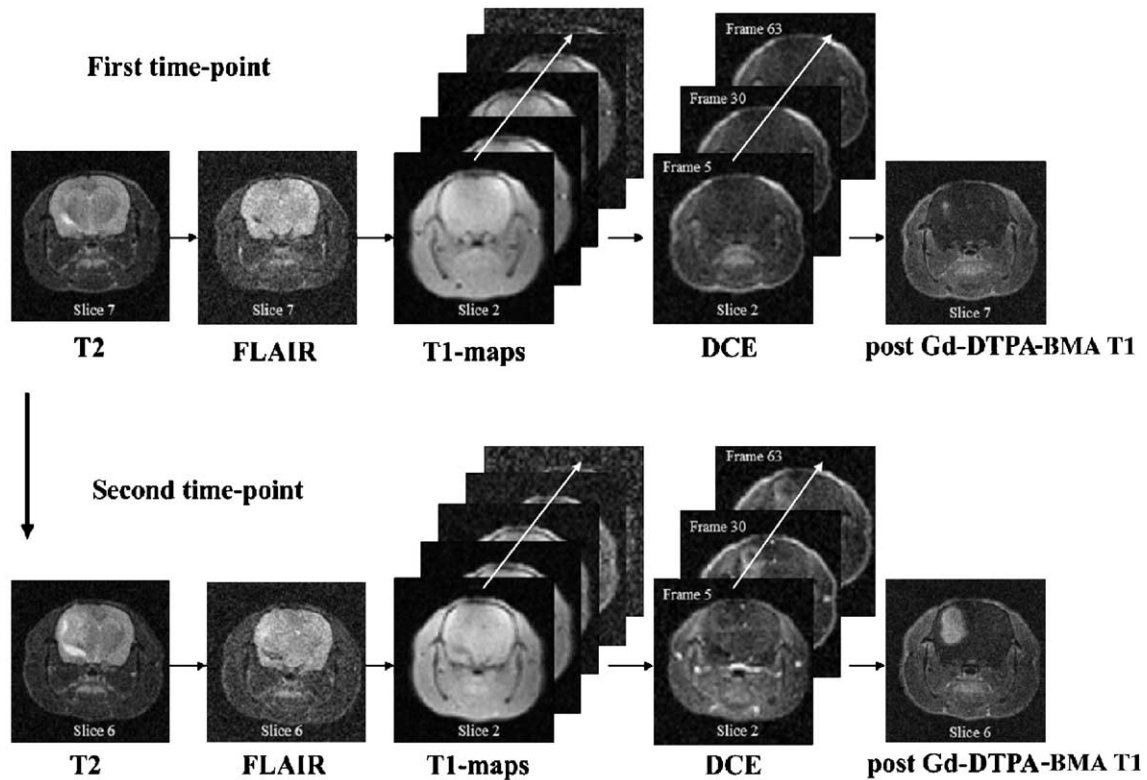 First time-point
Frame 63
Frame 30
Frame 5
Slice 7
Slice 7
Slice 2
Slice 2
Slice 7
T2
FLAIR
T1-maps
DCE
post Gd-DTPA-BMA T1
Second time-point
Frame 63
Frame 30
Frame 5
Slice 6
Slice 6
Slice 2
Slice 2
Slice 6
T2
FLAIR
T1-maps
DCE
post Gd-DTPA-BMA T1